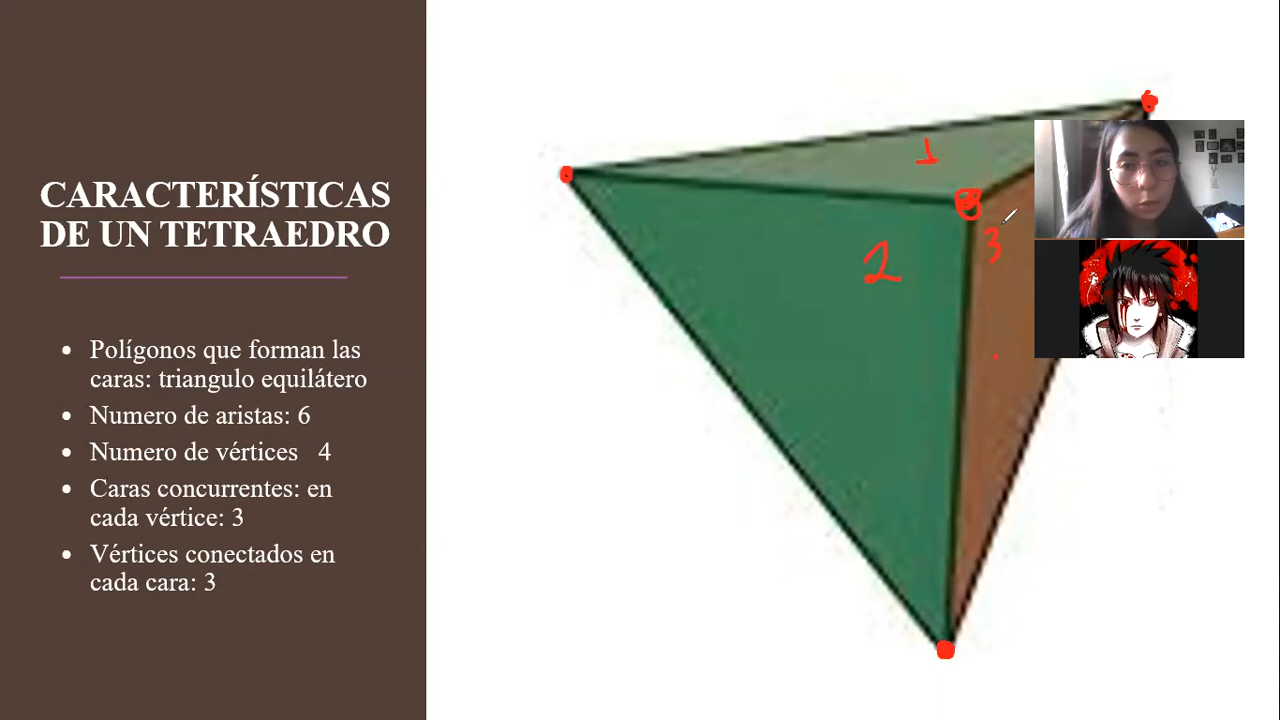 CARACTERÍSTICAS
DE UN TETRAEDRO
• Polígonos que forman las
caras: triangulo equilátero
• Numero de aristas: 6
• Numero de vértices 4
• Caras concurrentes: en
cada vértice: 3
• Vértices conectados en
cada cara: 3
1
2
3